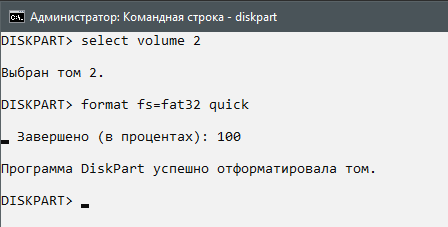 Администратор: Командная строка - diskpart
DISKPART> select volume 2
Выбран том 2.
DISKPART> format fs=fat32 quick
Завершено (в процентах): 100
Программа DiskPart успешно отформатировала том.
DISKPART>